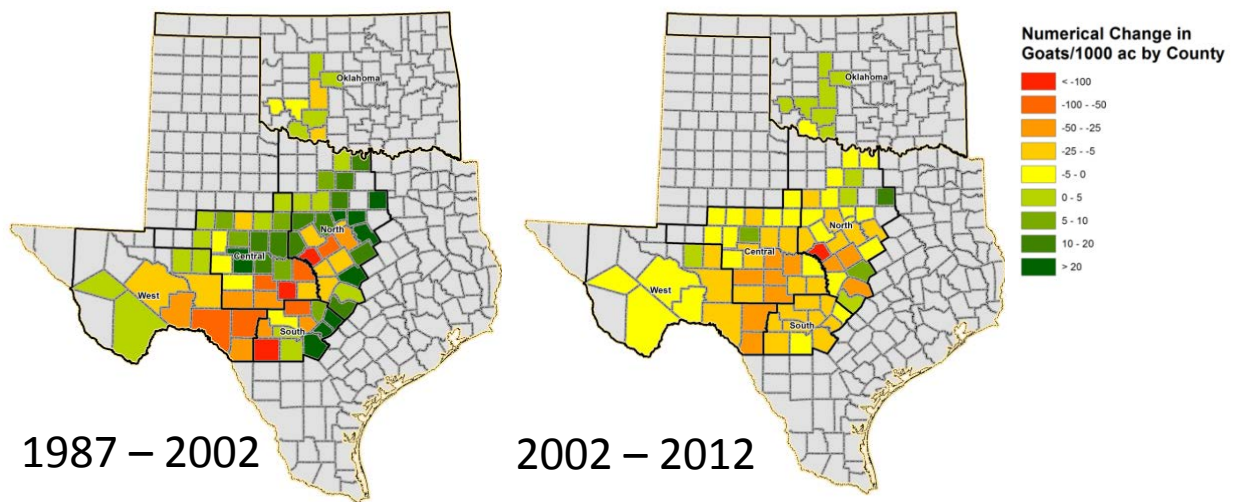 Oklahoma
North
Central
West
South
1987 – 2002
Oklahoma
North
Central
West
South
2002 – 2012
Numerical Change in
Goats/1000 ac by County
< -100
-100 - -50
-50 - -25
-25 - -5
-5 - 0
0 - 5
5 - 10
10 - 20
> 20